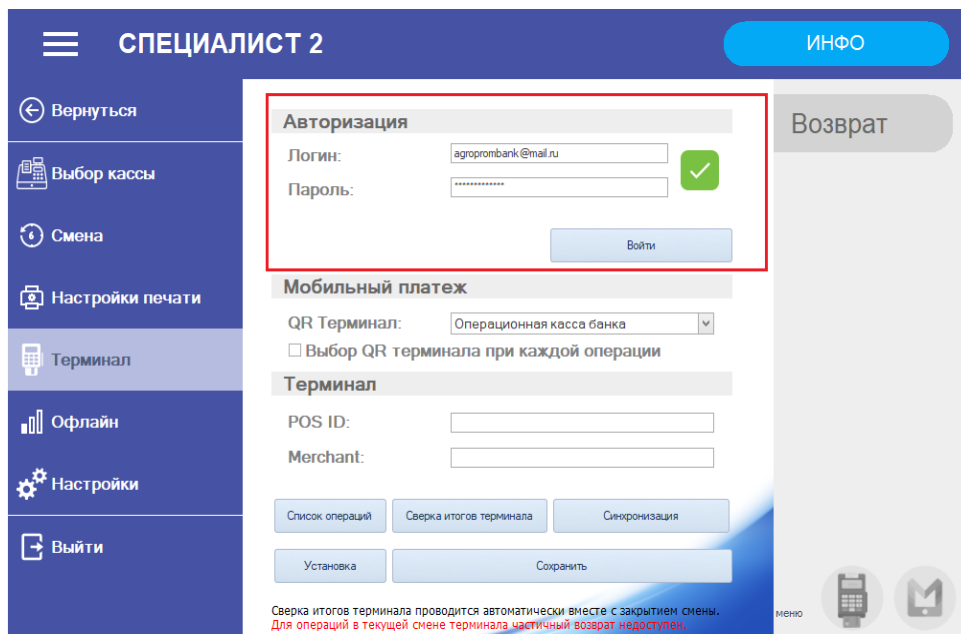 СПЕЦИАЛИСТ 2
ИНФО
Вернуться
Выбор кассы
Смена
Настройки печати
Терминал
Офлайн
Настройки
Выйти
Авторизация
Логин: agroprombank@mail.ru
Пароль: *************
Войти
Мобильный платеж
QR Терминал: Операционная касса банка
Выбор QR терминала при каждой операции
Терминал
POS ID:
Merchant:
Список операций Сверка итогов терминала Синхронизация
Установка Сохранить
Сверка итогов терминала проводится автоматически вместе с закрытием смены.
Для операций в текущей смене терминала частичный возврат недоступен.
Возврат
меню